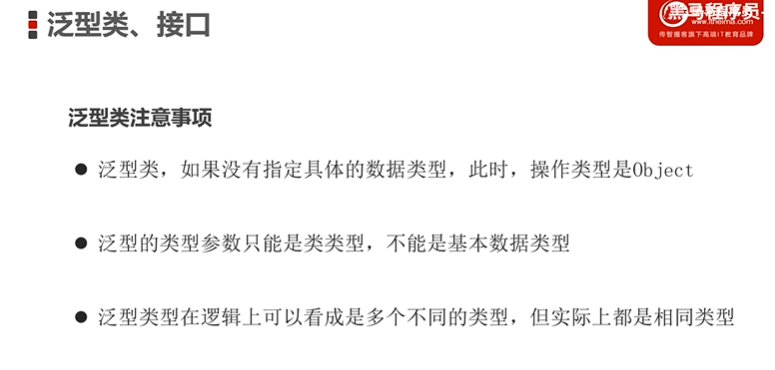 泛型类、接口
黑马程序员
www.itheima.com
传智播客旗下高端IT教育品牌
泛型类注意事项
● 泛型类，如果没有指定具体的数据类型，此时，操作类型是Object
● 泛型的类型参数只能是类类型，不能是基本数据类型
● 泛型类型在逻辑上可以看成是多个不同的类型，但实际上都是相同类型